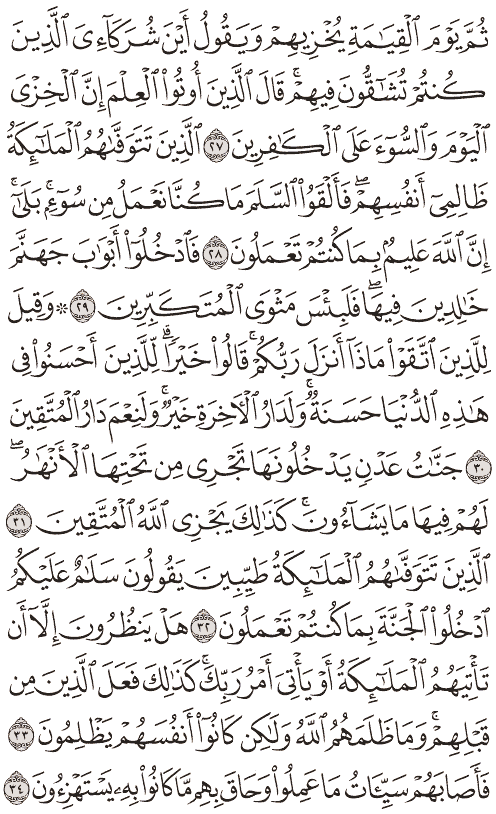 ثُمَّ يَوْمَ ٱلْقِيَـٰمَةِ يُخْزِيهِمْ وَيَقُولُ أَيْنَ شُرَكَآءِىَ ٱلَّذِينَ
كُنتُمْ تُشَـٰٓقُّونَ فِيهِمْ ۚ قَالَ ٱلَّذِينَ أُوتُوا۟ ٱلْعِلْمَ إِنَّ ٱلْخِزْىَ
ٱلْيَوْمَ وَٱلسُّوٓءَ عَلَى ٱلْكَـٰفِرِينَ ٢٧ ٱلَّذِينَ تَتَوَفَّىٰهُمُ ٱلْمَلَـٰٓئِكَةُ
ظَالِمِىٓ أَنفُسِهِمْ ۖ فَأَلْقَوُا۟ ٱلسَّلَمَ مَا كُنَّا نَعْمَلُ مِن سُوٓءٍۭ ۚ بَلَىٰٓ ۚ
إِنَّ ٱللَّهَ عَلِيمٌۢ بِمَا كُنتُمْ تَعْمَلُونَ ٢٨ فَٱدْخُلُوٓا۟ أَبْوَٰبَ جَهَنَّمَ
خَـٰلِدِينَ فِيهَا ۖ فَلَبِئْسَ مَثْوَى ٱلْمُتَكَبِّرِينَ ٢٩ ۞ وَقِيلَ
لِلَّذِينَ ٱتَّقَوْا۟ مَاذَآ أَنزَلَ رَبُّكُمْ ۚ قَالُوا۟ خَيْرًا ۗ لِّلَّذِينَ أَحْسَنُوا۟ فِى
هَـٰذِهِ ٱلدُّنْيَا حَسَنَةٌ ۚ وَلَدَارُ ٱلْـَٔاخِرَةِ خَيْرٌ ۚ وَلَنِعْمَ دَارُ ٱلْمُتَّقِينَ
٣٠ جَنَّـٰتُ عَدْنٍ يَدْخُلُونَهَا تَجْرِى مِن تَحْتِهَا ٱلْأَنْهَـٰرُ ۖ
لَهُمْ فِيهَا مَا يَشَآءُونَ ۚ كَذَٰلِكَ يَجْزِى ٱللَّهُ ٱلْمُتَّقِينَ ٣١
ٱلَّذِينَ تَتَوَفَّىٰهُمُ ٱلْمَلَـٰٓئِكَةُ طَيِّبِينَ يَقُولُونَ سَلَـٰمٌ عَلَيْكُمُ
ٱدْخُلُوا۟ ٱلْجَنَّةَ بِمَا كُنتُمْ تَعْمَلُونَ ٣٢ هَلْ يَنظُرُونَ إِلَّآ أَن
تَأْتِيَهُمُ ٱلْمَلَـٰٓئِكَةُ أَوْ يَأْتِىَ أَمْرُ رَبِّكَ ۚ كَذَٰلِكَ فَعَلَ ٱلَّذِينَ مِن
قَبْلِهِمْ ۚ وَمَا ظَلَمَهُمُ ٱللَّهُ وَلَـٰكِن كَانُوٓا۟ أَنفُسَهُمْ يَظْلِمُونَ ٣٣
فَأَصَابَهُمْ سَيِّـَٔاتُ مَا عَمِلُوا۟ وَحَاقَ بِهِم مَّا كَانُوا۟ بِهِۦ يَسْتَهْزِءُونَ ٣٤